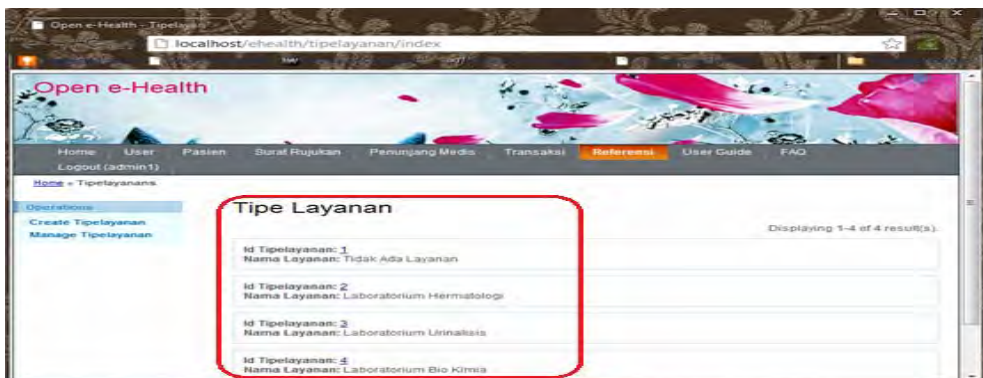 Open e-Health - Tipelayan
localhost/ehealth/tipelayanan/index
Open e-Health
Home User Pasien Surat Rujukan Penunjang Medis Transaksi Referensi User Guide FAQ
Logout (admin1)
Home » Tipelayanans
Operations
Create Tipelayanan
Manage Tipelayanan
Tipe Layanan
Displaying 1-4 of 4 result(s).
Id Tipelayanan: 1
Nama Layanan: Tidak Ada Layanan
Id Tipelayanan: 2
Nama Layanan: Laboratorium Hermatologi
Id Tipelayanan: 3
Nama Layanan: Laboratorium Urinalisis
Id Tipelayanan: 4
Nama Layanan: Laboratorium Bio Kimia